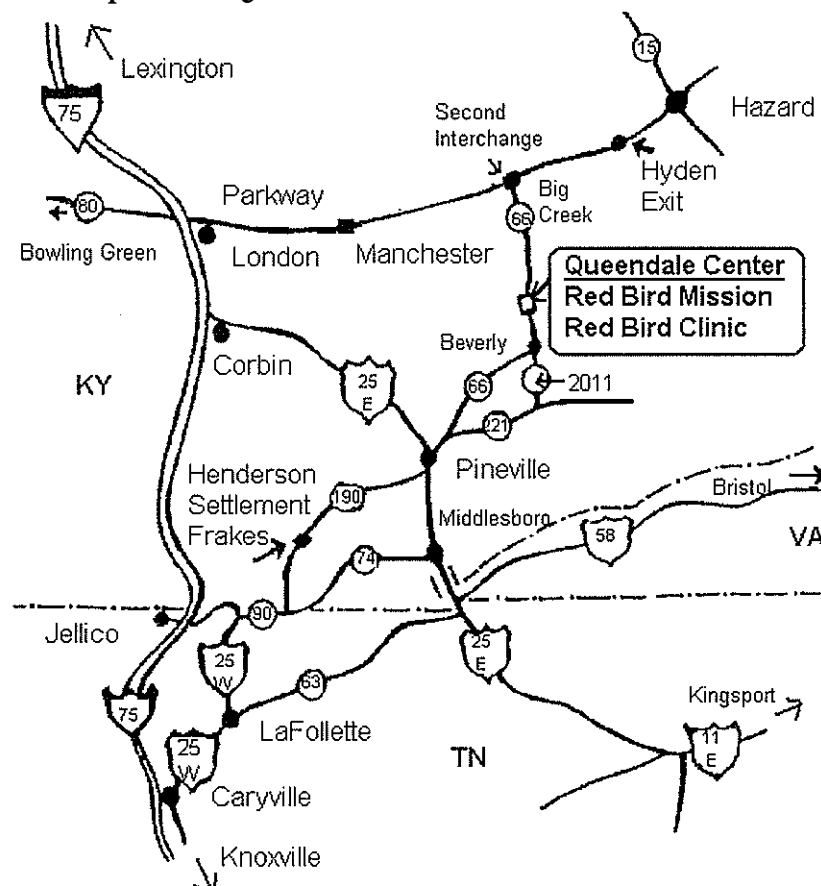 15
Lexington
75
Hazard
Second
Interchange
Hyden
Exit
Parkway
Big
Creek
80
66
Bowling Green
London
Manchester
Queendale Center
Red Bird Mission
Red Bird Clinic
Beverly
Corbin
KY
25
E
66
2011
221
Pineville
Henderson
Settlement
Frakes
190
Bristol
Middlesboro
58
VA
74
90
Jellico
25
W
63
25
E
75
Kingsport
LaFollette
TN
11
E
25
W
Caryville
Knoxville